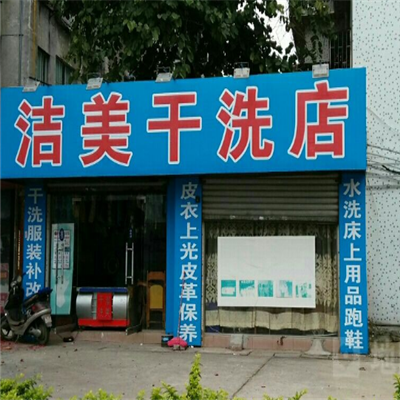 洁美干洗店
干洗服装补改
皮衣上光皮革保养
水洗床上用品跑鞋